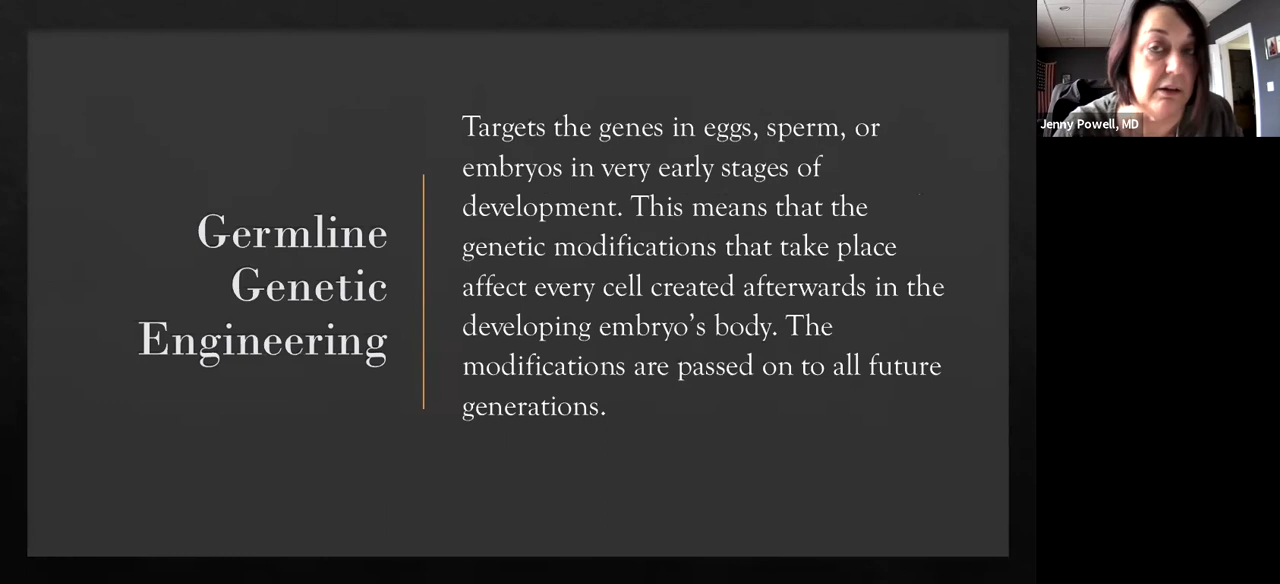 Germline
Genetic
Engineering
Targets the genes in eggs, sperm, or
embryos in very early stages of
development. This means that the
genetic modifications that take place
affect every cell created afterwards in the
developing embryo’s body. The
modifications are passed on to all future
generations.
Jenny Powell, MD